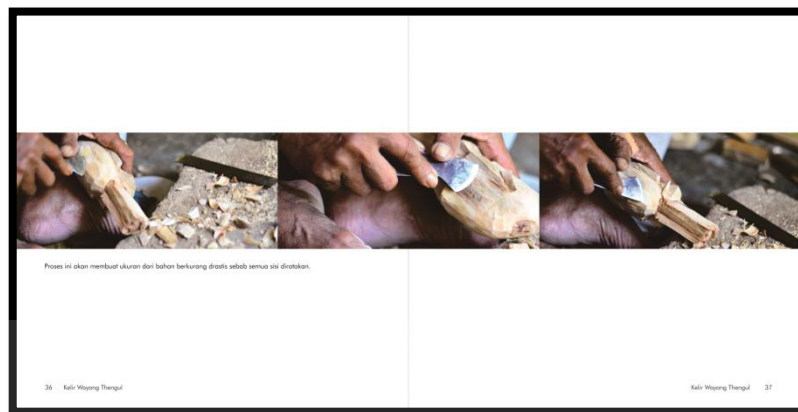 Proses ini akan membuat ukuran dari bahan berkurang drastis sebab semua sisi diratakan.
36 Kelir Wayang Thengul
Kelir Wayang Thengul 37